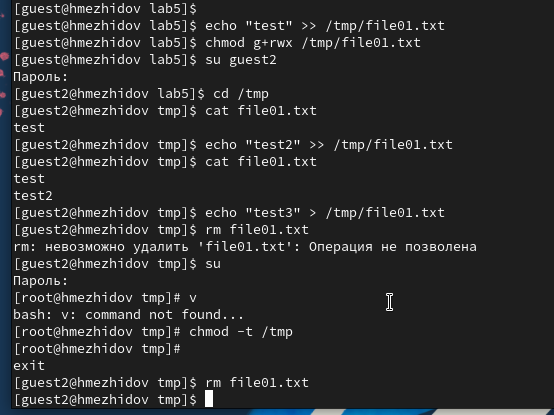 [guest@hmezhidov lab5]$
[guest@hmezhidov lab5]$ echo "test" >> /tmp/file01.txt
[guest@hmezhidov lab5]$ chmod g+rwx /tmp/file01.txt
[guest@hmezhidov lab5]$ su guest2
Пароль:
[guest2@hmezhidov lab5]$ cd /tmp
[guest2@hmezhidov tmp]$ cat file01.txt
test
[guest2@hmezhidov tmp]$ echo "test2" >> /tmp/file01.txt
[guest2@hmezhidov tmp]$ cat file01.txt
test
test2
[guest2@hmezhidov tmp]$ echo "test3" > /tmp/file01.txt
[guest2@hmezhidov tmp]$ rm file01.txt
rm: невозможно удалить 'file01.txt': Операция не позволена
[guest2@hmezhidov tmp]$ su
Пароль:
[root@hmezhidov tmp]# v
bash: v: command not found...
[root@hmezhidov tmp]# chmod -t /tmp
[root@hmezhidov tmp]#
exit
[guest2@hmezhidov tmp]$ rm file01.txt
[guest2@hmezhidov tmp]$